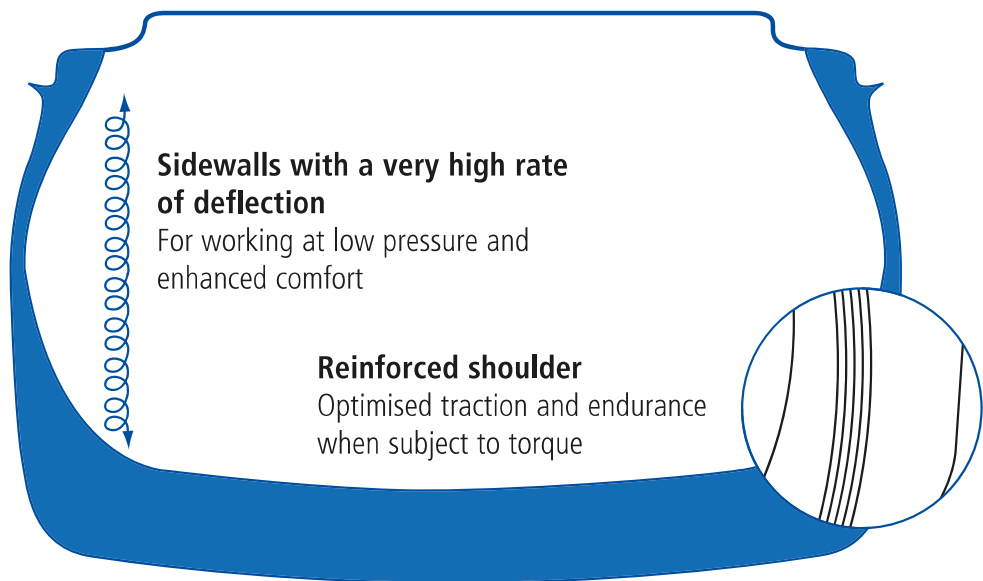 Sidewalls with a very high rate
of deflection
For working at low pressure and
enhanced comfort
Reinforced shoulder
Optimised traction and endurance
when subject to torque